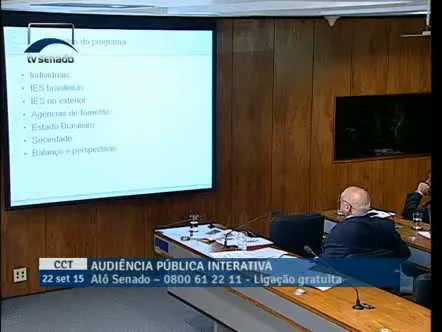 do programa
tv senado
• Individuais
• IES brasileiras
• IES no exterior
• Agências de fomento
• Estado Brasileiro
• Sociedade
• Balanço e perspectivas
CCT AUDIÊNCIA PÚBLICA INTERATIVA
22 set 15 Alô Senado – 0800 61 22 11 - Ligação gratuita